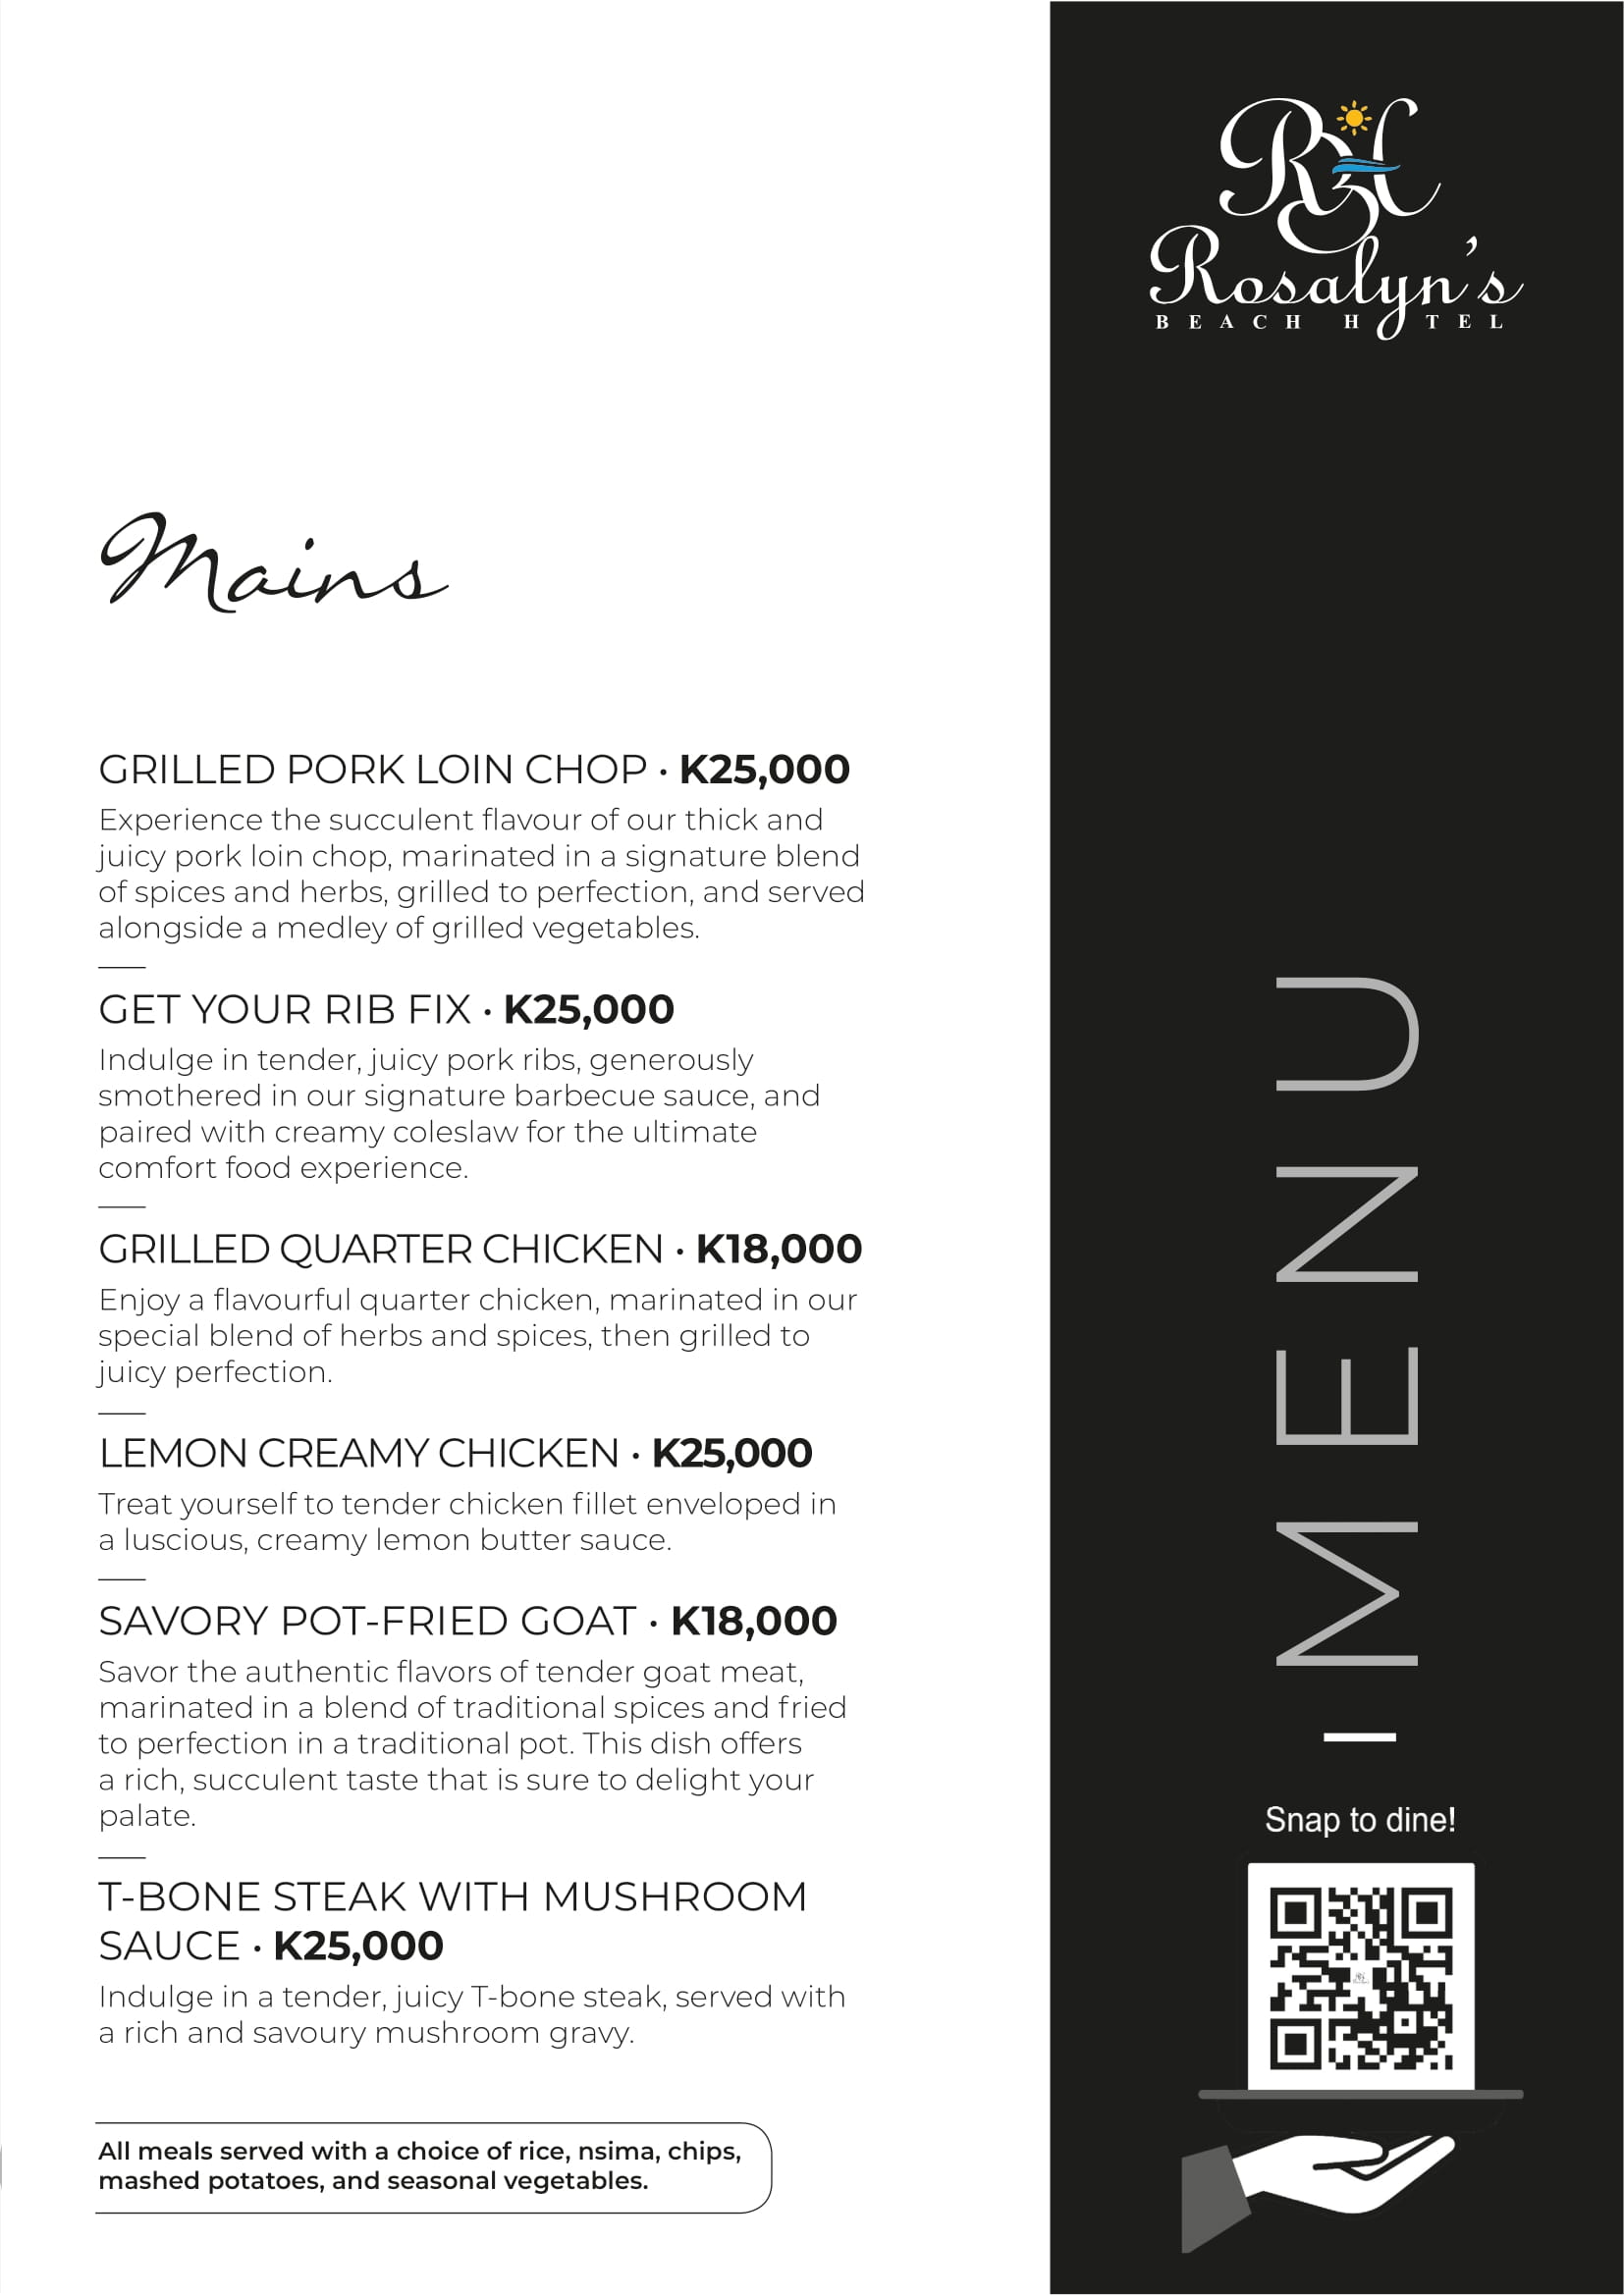 Mains
GRILLED PORK LOIN CHOP · K25,000
Experience the succulent flavour of our thick and
juicy pork loin chop, marinated in a signature blend
of spices and herbs, grilled to perfection, and served
alongside a medley of grilled vegetables.
GET YOUR RIB FIX · K25,000
Indulge in tender, juicy pork ribs, generously
smothered in our signature barbecue sauce, and
paired with creamy coleslaw for the ultimate
comfort food experience.
GRILLED QUARTER CHICKEN · K18,000
Enjoy a flavourful quarter chicken, marinated in our
special blend of herbs and spices, then grilled to
juicy perfection.
LEMON CREAMY CHICKEN · K25,000
Treat yourself to tender chicken fillet enveloped in
a luscious, creamy lemon butter sauce.
SAVORY POT-FRIED GOAT · K18,000
Savor the authentic flavors of tender goat meat,
marinated in a blend of traditional spices and fried
to perfection in a traditional pot. This dish offers
a rich, succulent taste that is sure to delight your
palate.
T-BONE STEAK WITH MUSHROOM
SAUCE · K25,000
Indulge in a tender, juicy T-bone steak, served with
a rich and savoury mushroom gravy.
All meals served with a choice of rice, nsima, chips,
mashed potatoes, and seasonal vegetables.
RH
Rosalyn's
BEACH HOTEL
MENU
Snap to dine!